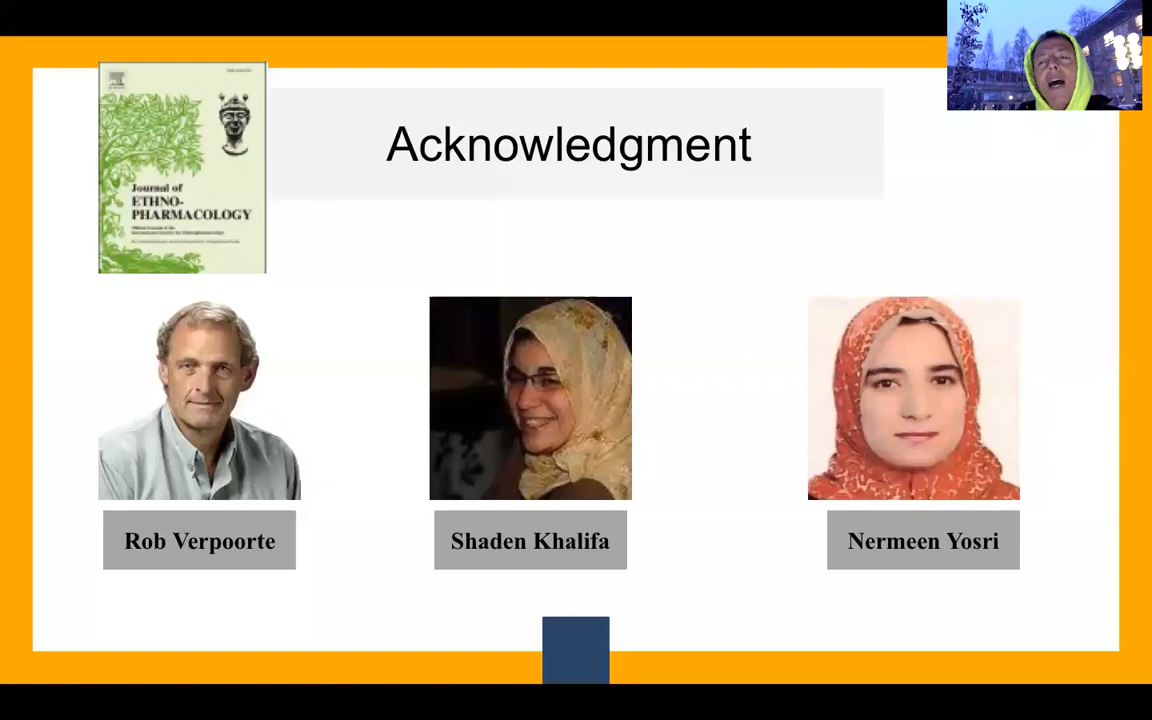 Acknowledgment
Journal of
ETHNO-
PHARMACOLOGY
Rob Verpoorte
Shaden Khalifa
Nermeen Yosri